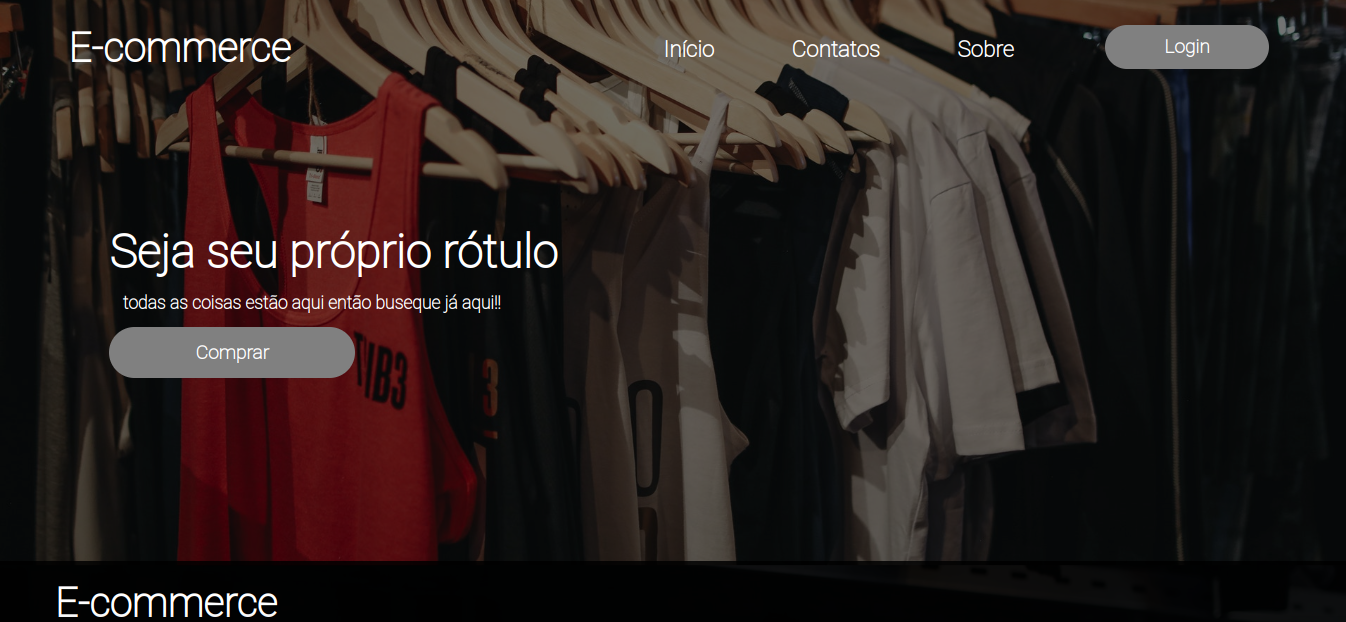 E-commerce
Início Contatos Sobre Login
Seja seu próprio rótulo
todas as coisas estão aqui então buseque já aqui!!
Comprar
3
E-commerce